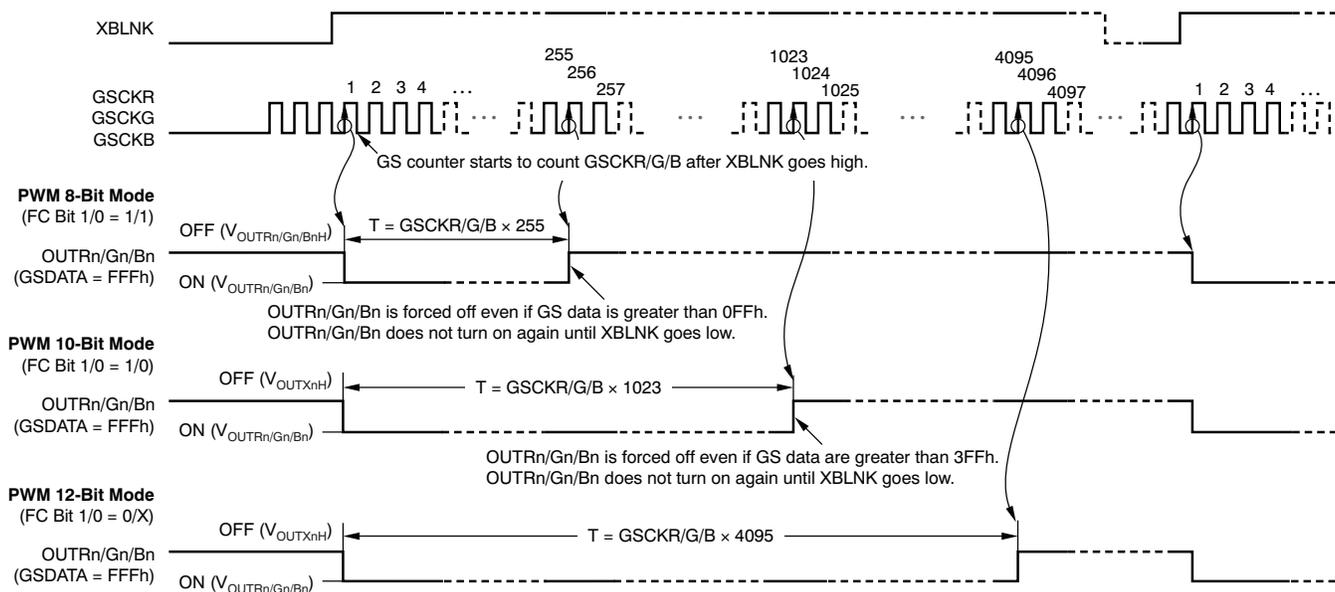 XBLNK
255
256
257
1023
1024
1025
4095
4096
4097
GSCKR
GSCKG
GSCKB
1 2 3 4 ... ... ... ... ... 1 2 3 4 ...
GS counter starts to count GSCKR/G/B after XBLNK goes high.
PWM 8-Bit Mode
(FC Bit 1/0 = 1/1)
OFF (VOUTRn/Gn/BnH)
T = GSCKR/G/B × 255
OUTRn/Gn/Bn
(GSDATA = FFFh)
ON (VOUTRn/Gn/Bn)
OUTRn/Gn/Bn is forced off even if GS data is greater than 0FFh.
OUTRn/Gn/Bn does not turn on again until XBLNK goes low.
PWM 10-Bit Mode
(FC Bit 1/0 = 1/0)
OFF (VOUTXnH)
T = GSCKR/G/B × 1023
OUTRn/Gn/Bn
(GSDATA = FFFh)
ON (VOUTRn/Gn/Bn)
OUTRn/Gn/Bn is forced off even if GS data are greater than 3FFh.
OUTRn/Gn/Bn does not turn on again until XBLNK goes low.
PWM 12-Bit Mode
(FC Bit 1/0 = 0/X)
OFF (VOUTXnH)
T = GSCKR/G/B × 4095
OUTRn/Gn/Bn
(GSDATA = FFFh)
ON (VOUTRn/Gn/Bn)